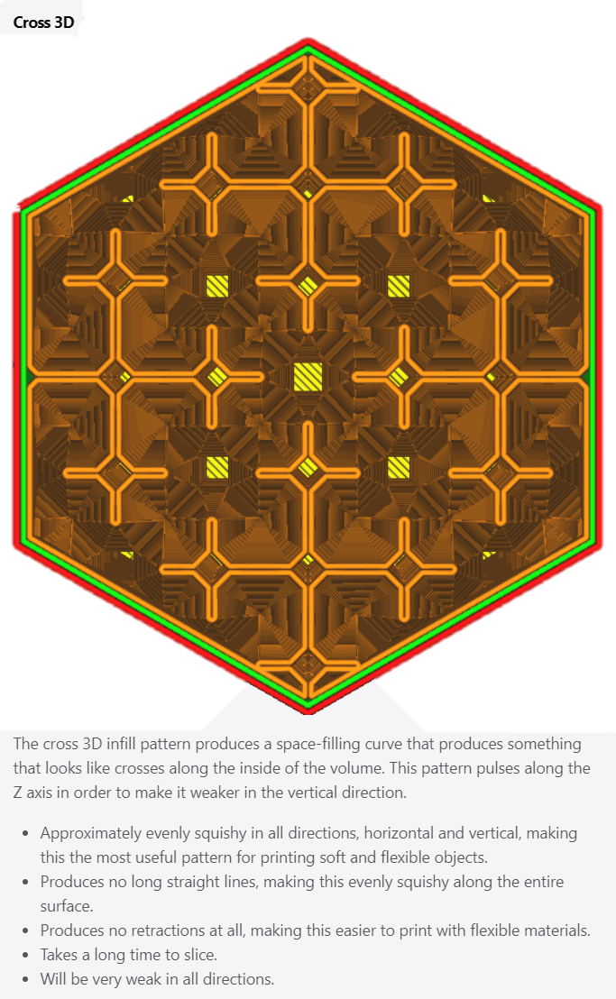 Cross 3D
The cross 3D infill pattern produces a space-filling curve that produces something
that looks like crosses along the inside of the volume. This pattern pulses along the
Z axis in order to make it weaker in the vertical direction.
• Approximately evenly squishy in all directions, horizontal and vertical, making
this the most useful pattern for printing soft and flexible objects.
• Produces no long straight lines, making this evenly squishy along the entire
surface.
• Produces no retractions at all, making this easier to print with flexible materials.
• Takes a long time to slice.
• Will be very weak in all directions.